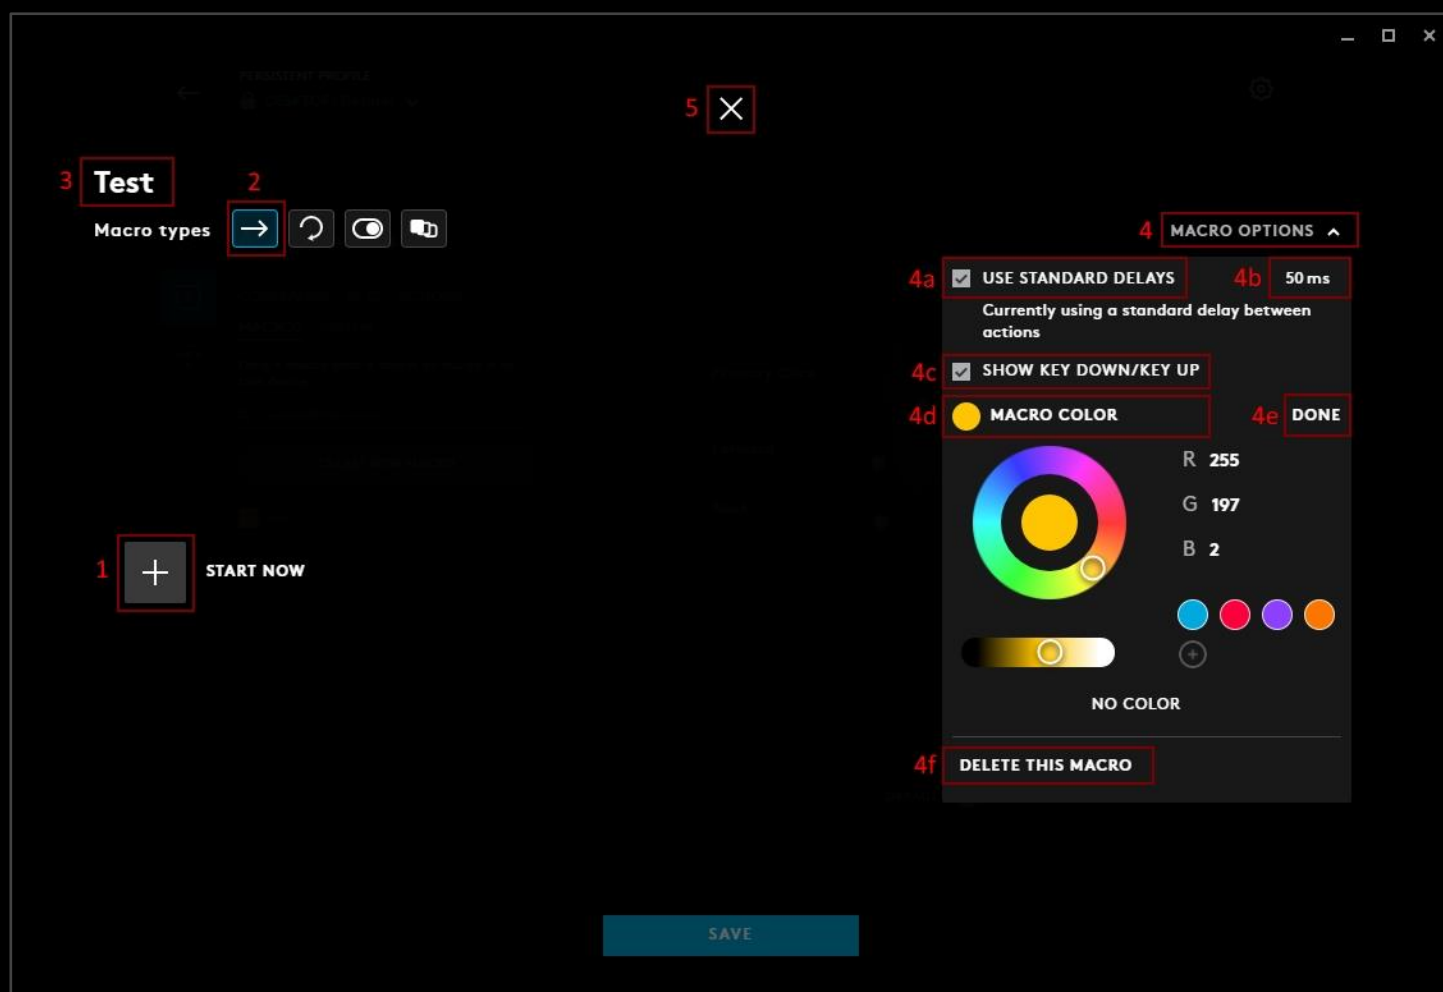 PERSISTENT PROFILE
5
3 Test
2
Macro types
4 MACRO OPTIONS
4a USE STANDARD DELAYS 4b 50 ms
Currently using a standard delay between
actions
4c SHOW KEY DOWN/KEY UP
4d MACRO COLOR 4e DONE
R 255
G 197
B 2
1 START NOW
NO COLOR
4f DELETE THIS MACRO
SAVE